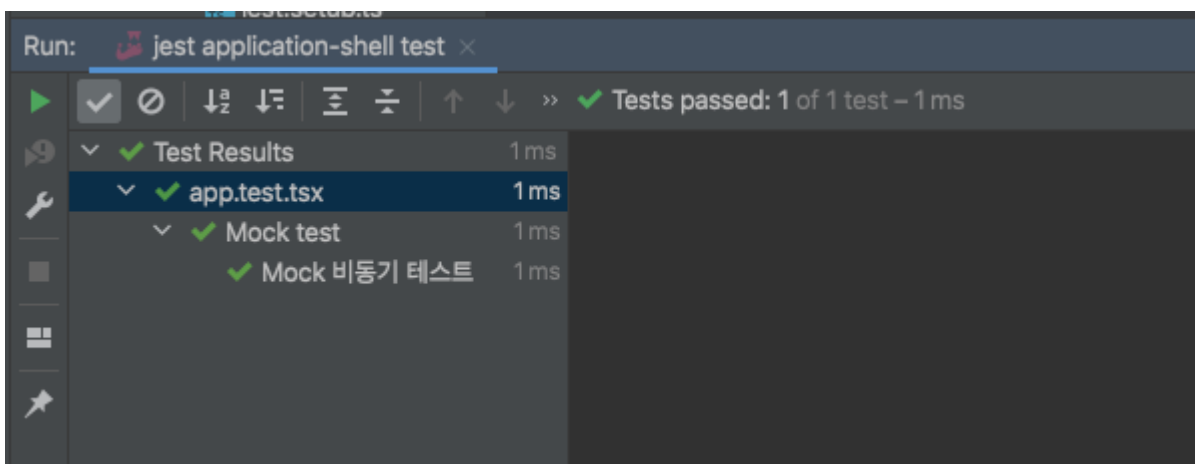 Run: jest application-shell test
Tests passed: 1 of 1 test – 1 ms
Test Results 1 ms
app.test.tsx 1 ms
Mock test 1 ms
Mock 비동기 테스트 1 ms